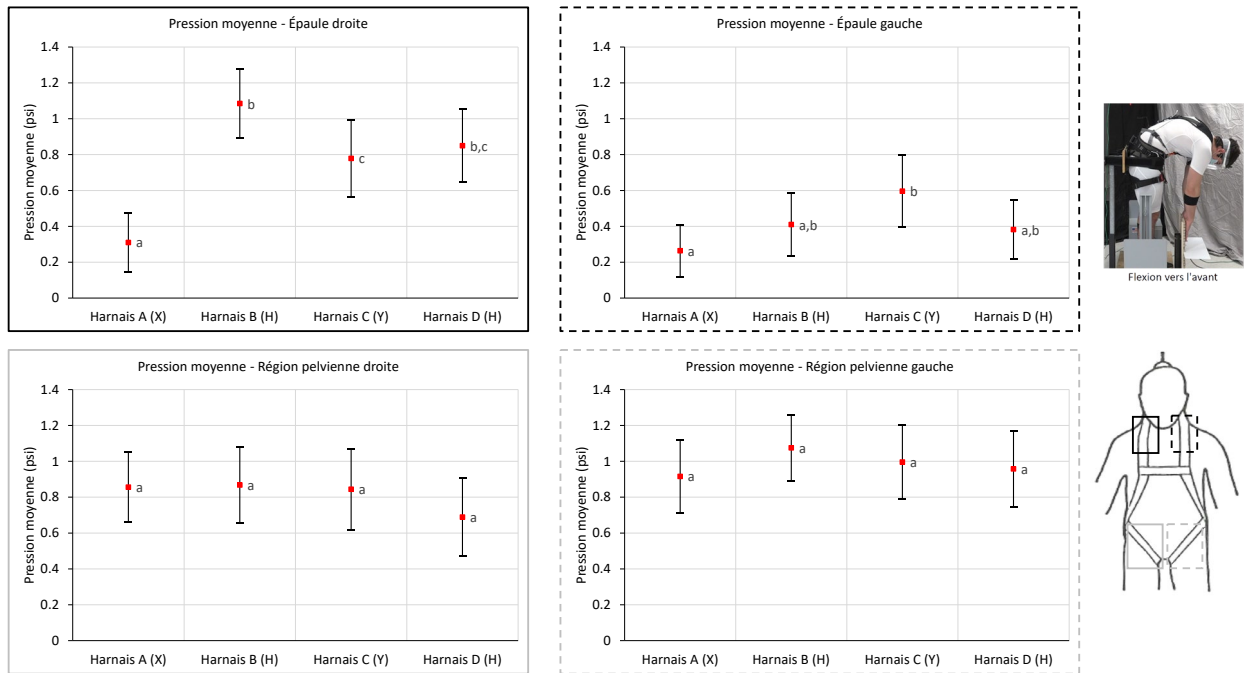 Pression moyenne - Épaule droite
Pression moyenne (psi)
1.4
1.2
1
0.8
0.6
0.4
0.2
0
a
b
c
b,c
Harnais A (X) Harnais B (H) Harnais C (Y) Harnais D (H)
Pression moyenne - Épaule gauche
Pression moyenne (psi)
1.4
1.2
1
0.8
0.6
0.4
0.2
0
a
a,b
b
a,b
Harnais A (X) Harnais B (H) Harnais C (Y) Harnais D (H)
Flexion vers l'avant
Pression moyenne - Région pelvienne droite
Pression moyenne (psi)
1.4
1.2
1
0.8
0.6
0.4
0.2
0
a
a
a
a
Harnais A (X) Harnais B (H) Harnais C (Y) Harnais D (H)
Pression moyenne - Région pelvienne gauche
Pression moyenne (psi)
1.4
1.2
1
0.8
0.6
0.4
0.2
0
a
a
a
a
Harnais A (X) Harnais B (H) Harnais C (Y) Harnais D (H)